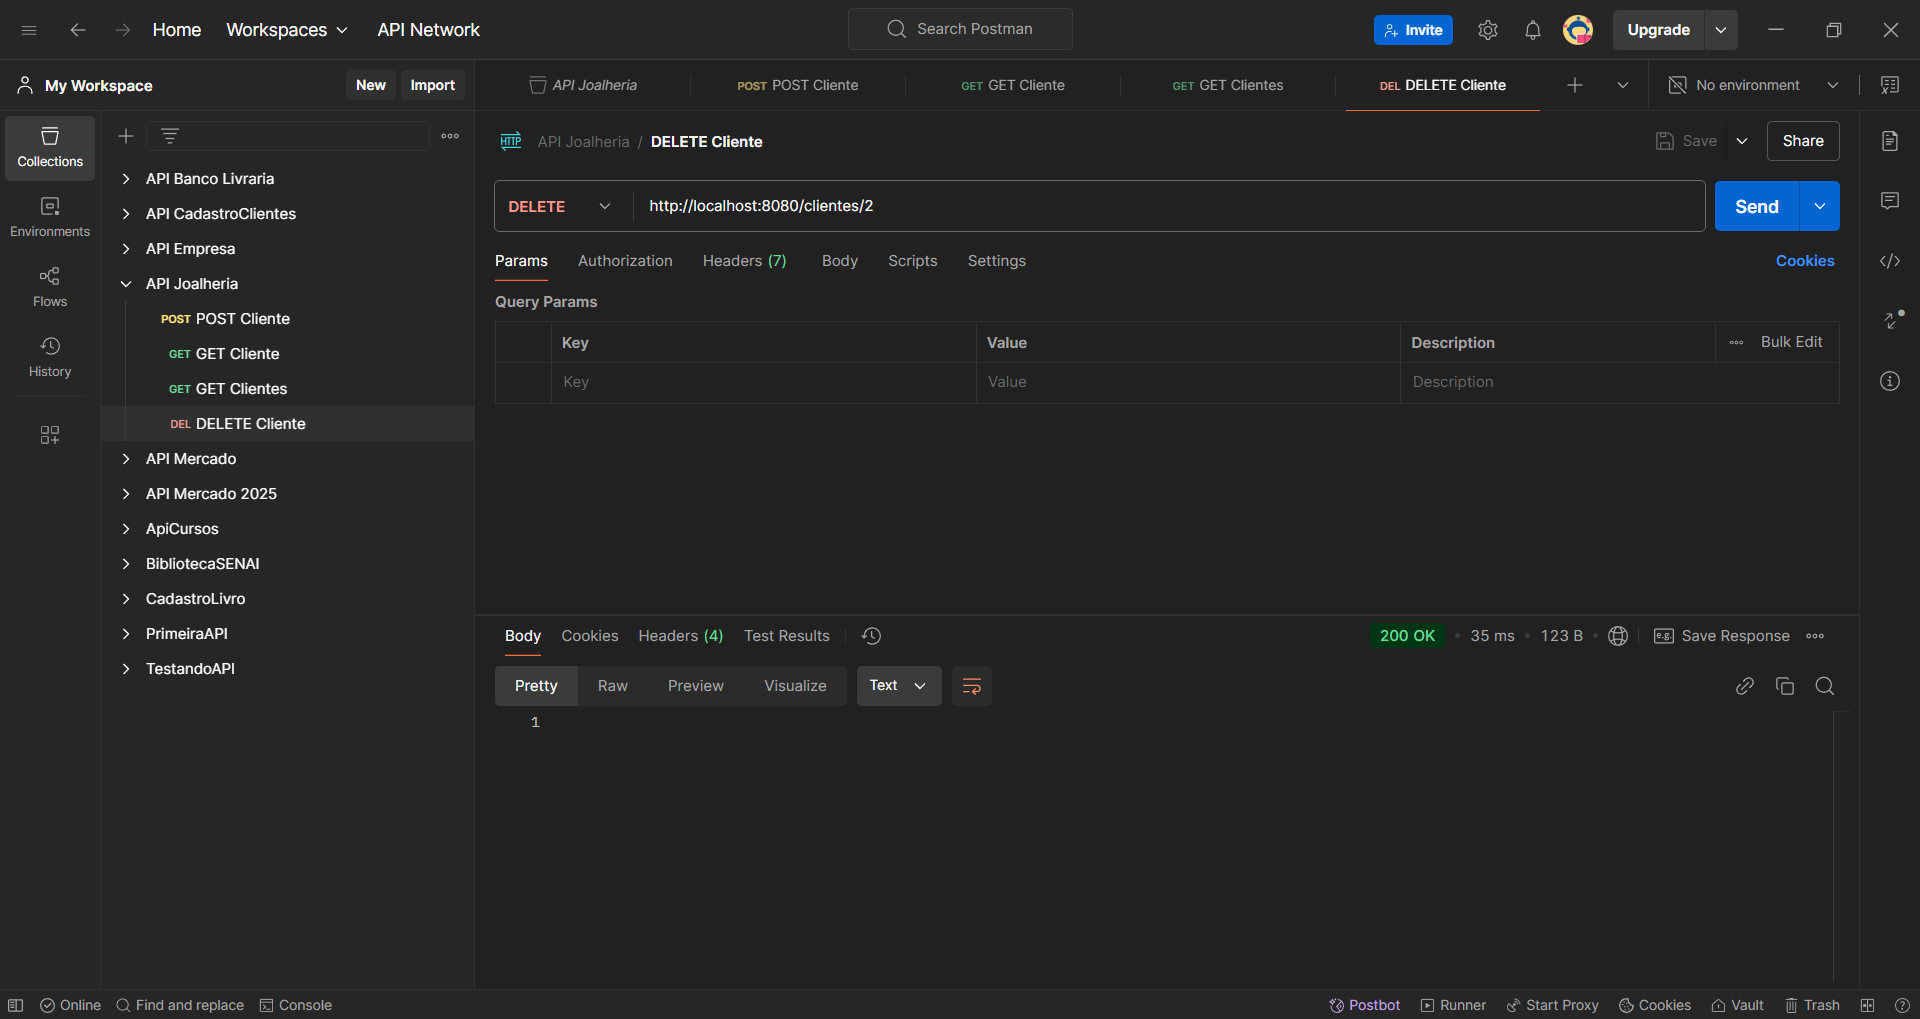 Home Workspaces API Network Search Postman Invite Upgrade
My Workspace New Import
API Joalheria POST POST Cliente GET GET Cliente GET GET Clientes DEL DELETE Cliente No environment
Collections
Environments
Flows
History
API Banco Livraria
API CadastroClientes
API Empresa
API Joalheria
POST POST Cliente
GET GET Cliente
GET GET Clientes
DEL DELETE Cliente
API Mercado
API Mercado 2025
ApiCursos
BibliotecaSENAI
CadastroLivro
PrimeiraAPI
TestandoAPI
HTTP API Joalheria / DELETE Cliente Save Share
DELETE http://localhost:8080/clientes/2 Send
Params Authorization Headers (7) Body Scripts Settings Cookies
Query Params
Key Value Description Bulk Edit
Key Value Description
Body Cookies Headers (4) Test Results 200 OK • 35 ms • 123 B • e.g. Save Response
Pretty Raw Preview Visualize Text
1
Online Find and replace Console Postbot Runner Start Proxy Cookies Vault Trash